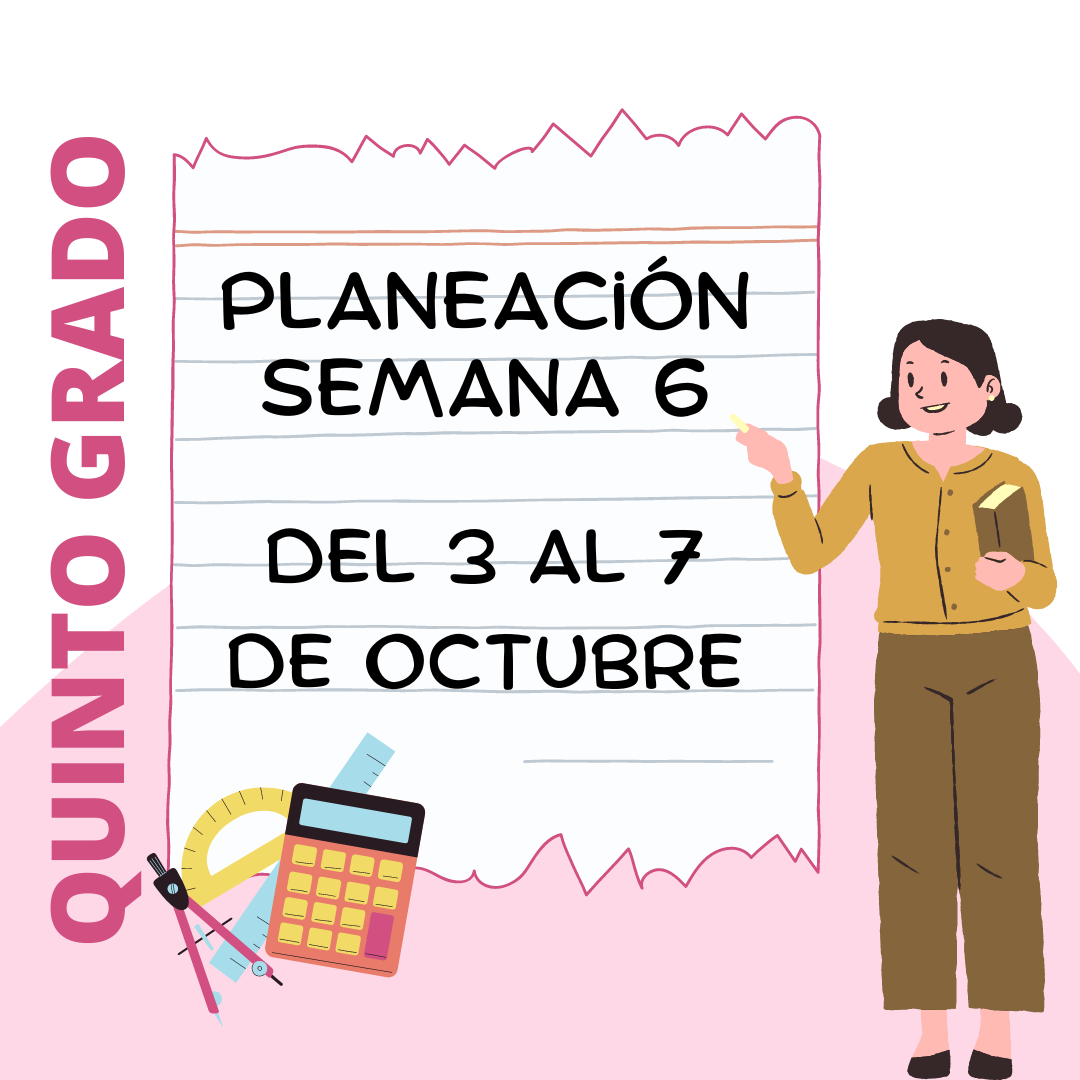 QUINTO GRADO
PLANEACIÓN
SEMANA 6
DEL 3 AL 7
DE OCTUBRE